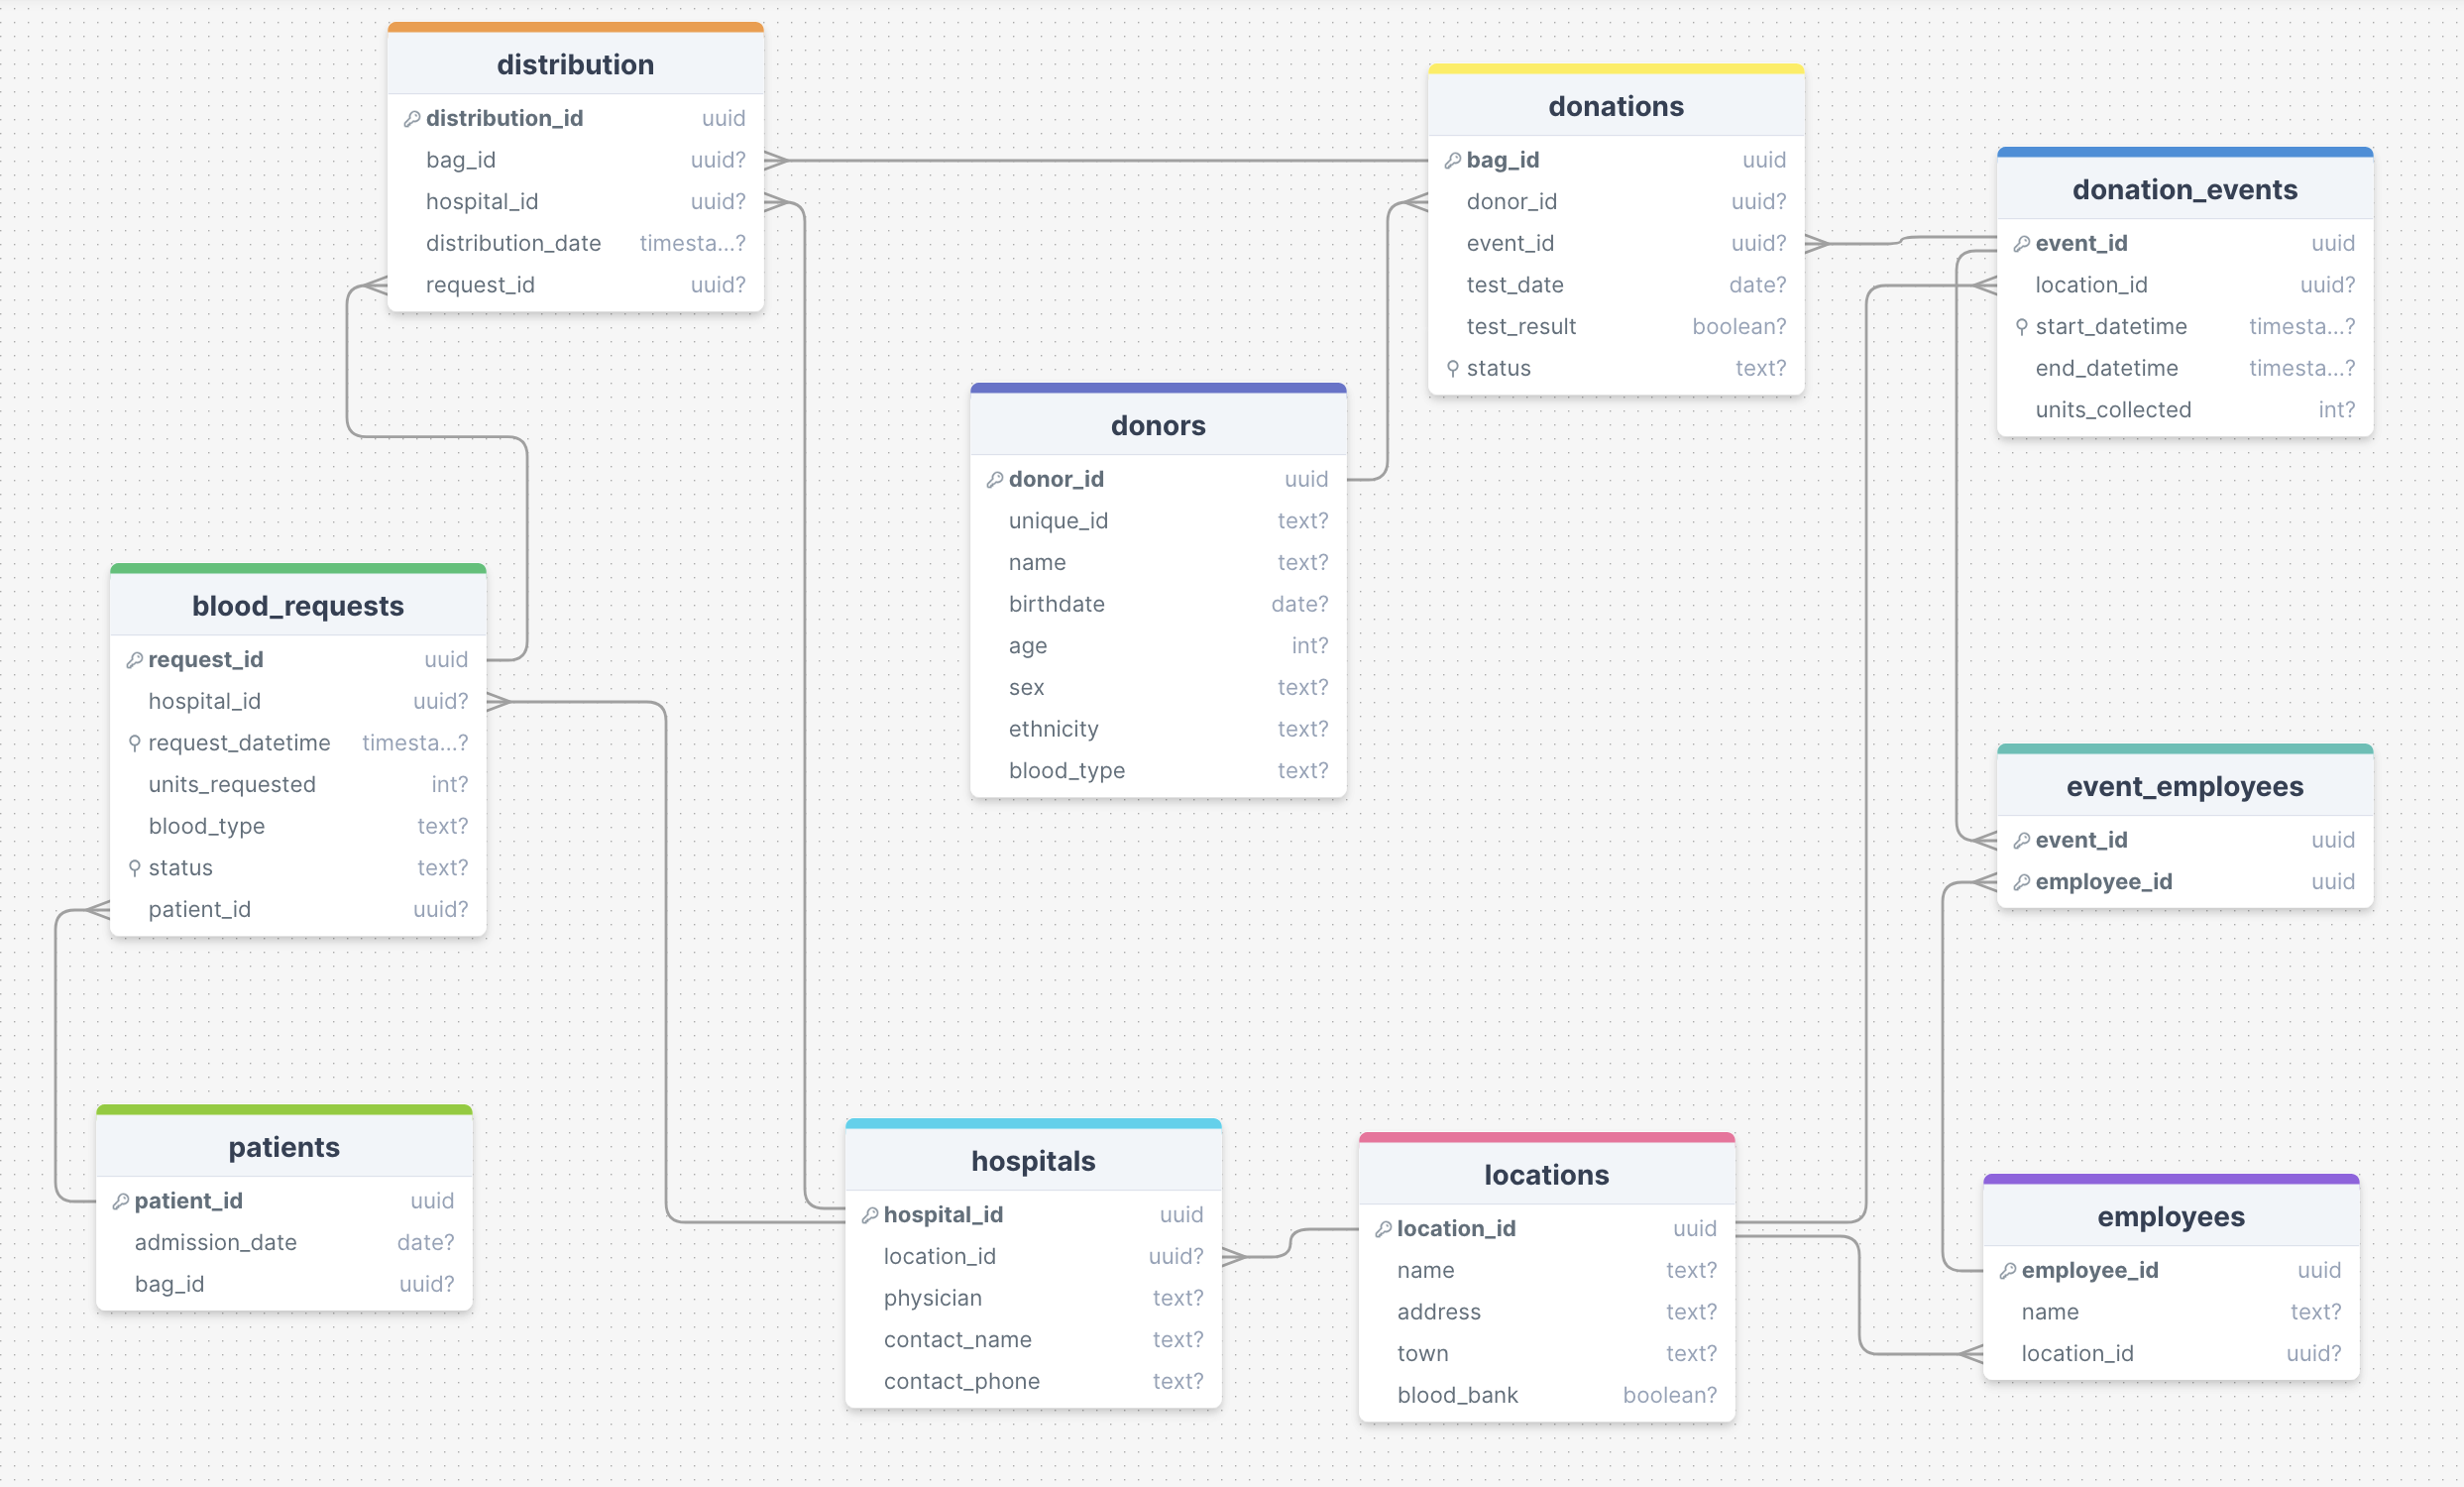 distribution
distribution_id uuid
bag_id uuid?
hospital_id uuid?
distribution_date timesta...?
request_id uuid?
donations
bag_id uuid
donor_id uuid?
event_id uuid?
test_date date?
test_result boolean?
status text?
donation_events
event_id uuid
location_id uuid?
start_datetime timesta...?
end_datetime timesta...?
units_collected int?
donors
donor_id uuid
unique_id text?
name text?
birthdate date?
age int?
sex text?
ethnicity text?
blood_type text?
blood_requests
request_id uuid
hospital_id uuid?
request_datetime timesta...?
units_requested int?
blood_type text?
status text?
patient_id uuid?
event_employees
event_id uuid
employee_id uuid
patients
patient_id uuid
admission_date date?
bag_id uuid?
hospitals
hospital_id uuid
location_id uuid?
physician text?
contact_name text?
contact_phone text?
locations
location_id uuid
name text?
address text?
town text?
blood_bank boolean?
employees
employee_id uuid
name text?
location_id uuid?